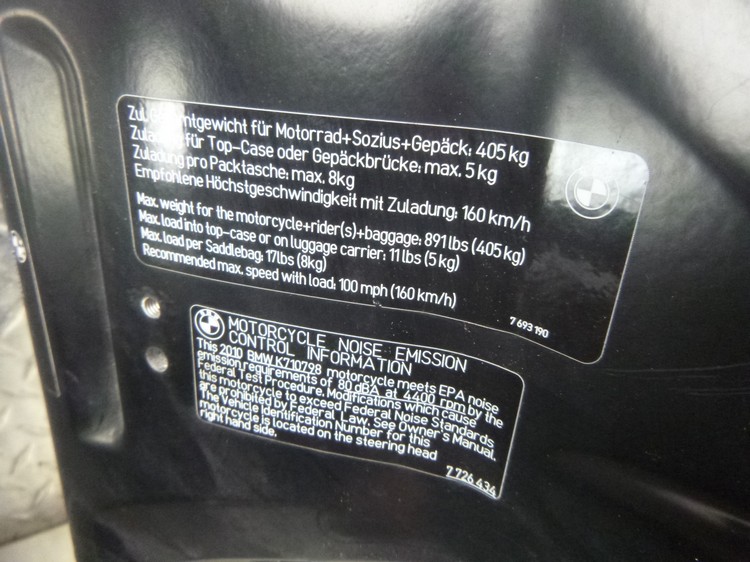 Zul. Gesamtgewicht für Motorrad+Sozius+Gepäck: 405 kg
Zuladung für Top-Case oder Gepäckbrücke: max. 5 kg
Zuladung pro Packtasche: max. 8kg
Empfohlene Höchstgeschwindigkeit mit Zuladung: 160 km/h
Max. weight for the motorcycle+rider(s)+baggage: 891 lbs (405 kg)
Max. load into top-case or on luggage carrier: 11 lbs (5 kg)
Max. load per Saddlebag: 17lbs (8kg)
Recommended max. speed with load: 100 mph (160 km/h)
7 693 190
MOTORCYCLE NOISE EMISSION
CONTROL INFORMATION
This 2010 BMW K710798 motorcycle meets EPA noise
emission requirements of 80 dBA at 4400 rpm by the
Federal Test Procedure. Modifications which cause
this motorcycle to exceed Federal Noise Standards
are prohibited by Federal Law. See Owner's Manual.
The Vehicle Identification Number for this
motorcycle is located on the steering head
right hand side.
7 726 434